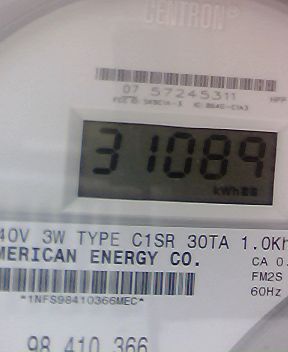 CENTRON®
07 57245311
31089
kWh
40V 3W TYPE C1SR 30TA 1.0Kh
MERICAN ENERGY CO.
CA 0.
FM2S
60Hz
*1NFS98410366MEC*
98 410 366